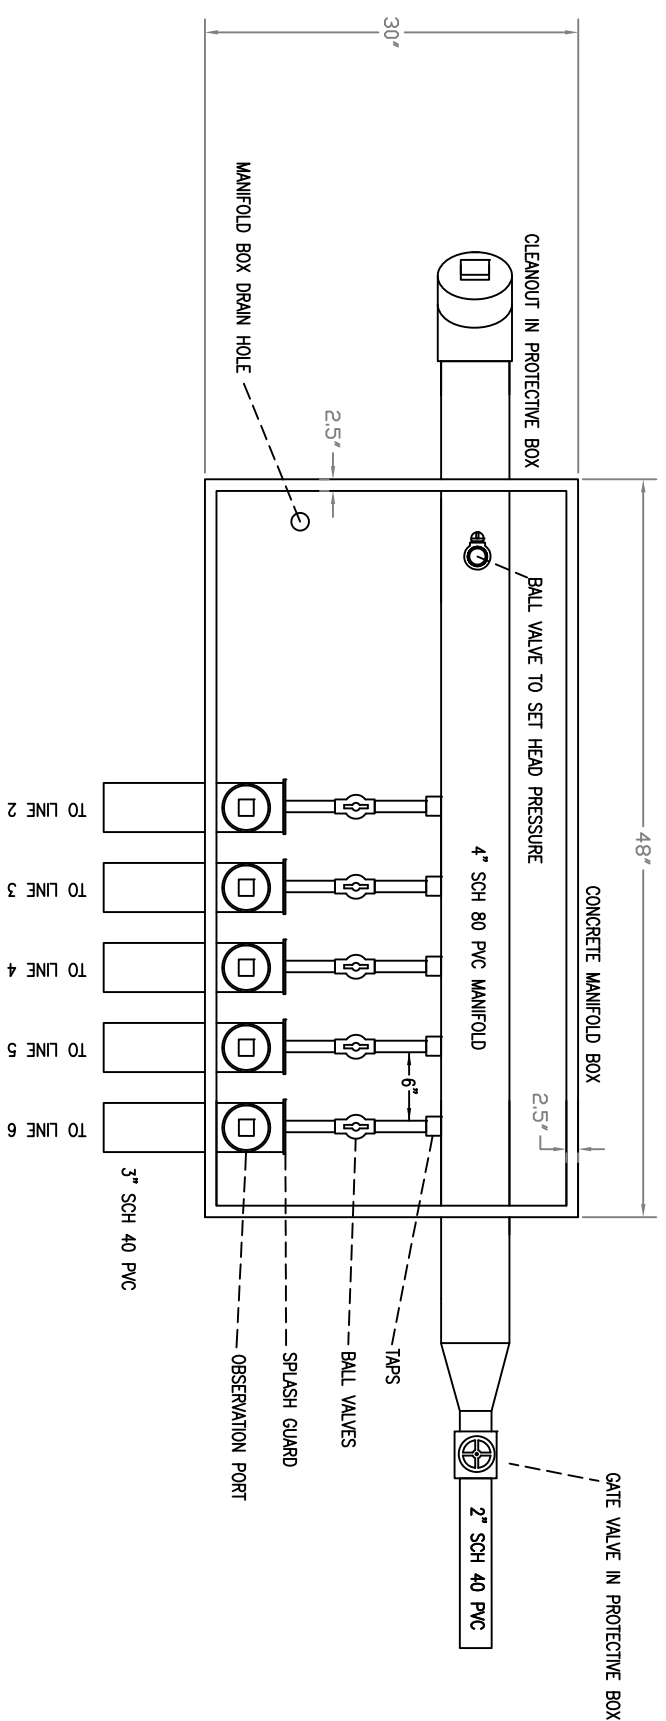 30"
48"
2.5"
2.5"
6"
CLEANOUT IN PROTECTIVE BOX
MANIFOLD BOX DRAIN HOLE
BALL VALVE TO SET HEAD PRESSURE
CONCRETE MANIFOLD BOX
4" SCH 80 PVC MANIFOLD
GATE VALVE IN PROTECTIVE BOX
2" SCH 40 PVC
TAPS
BALL VALVES
SPLASH GUARD
OBSERVATION PORT
3" SCH 40 PVC
TO LINE 2
TO LINE 3
TO LINE 4
TO LINE 5
TO LINE 6